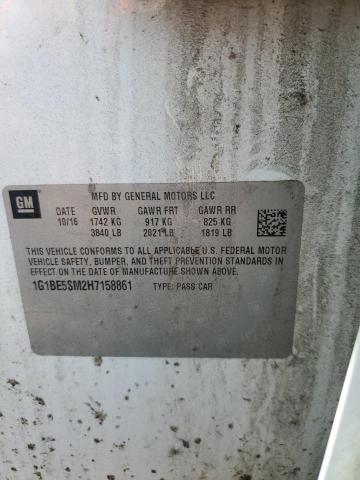 GM
MFD BY GENERAL MOTORS LLC
DATE GVWR GAWR FRT GAWR RR
10/16 1742 KG 917 KG 825 KG
3840 LB 2021 LB 1819 LB
THIS VEHICLE CONFORMS TO ALL APPLICABLE U.S. FEDERAL MOTOR
VEHICLE SAFETY, BUMPER, AND THEFT PREVENTION STANDARDS
IN EFFECT ON THE DATE OF MANUFACTURE SHOWN ABOVE.
1G1BE5SM2H7158861 TYPE: PASS CAR